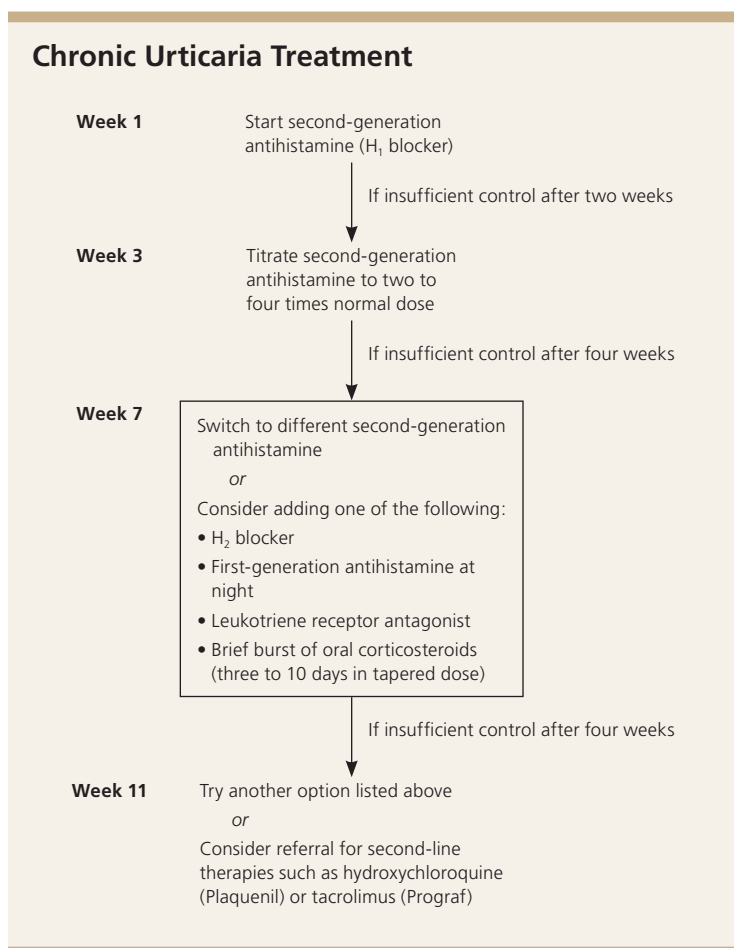 Chronic Urticaria Treatment
Week 1
Start second-generation
antihistamine (H₁ blocker)
If insufficient control after two weeks
Week 3
Titrate second-generation
antihistamine to two to
four times normal dose
If insufficient control after four weeks
Week 7
Switch to different second-generation
antihistamine
or
Consider adding one of the following:
• H₂ blocker
• First-generation antihistamine at
night
• Leukotriene receptor antagonist
• Brief burst of oral corticosteroids
(three to 10 days in tapered dose)
If insufficient control after four weeks
Week 11
Try another option listed above
or
Consider referral for second-line
therapies such as hydroxychloroquine
(Plaquenil) or tacrolimus (Prograf)